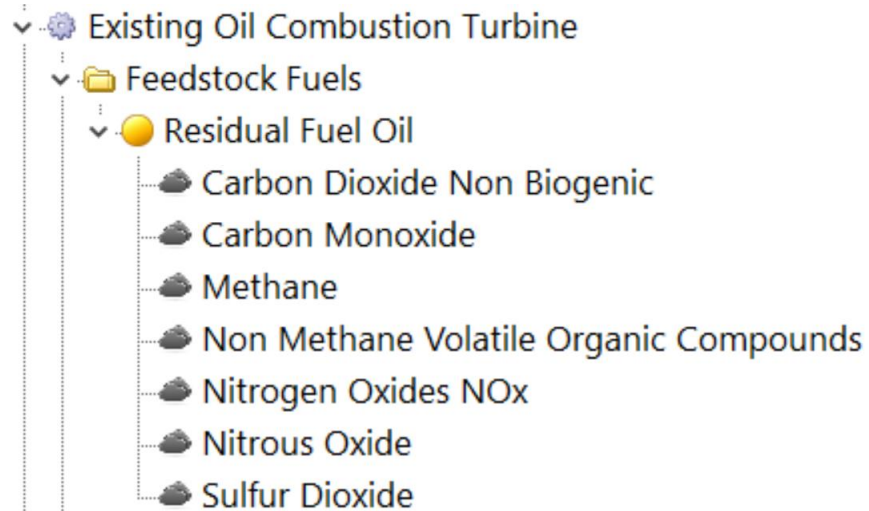 Existing Oil Combustion Turbine
Feedstock Fuels
Residual Fuel Oil
Carbon Dioxide Non Biogenic
Carbon Monoxide
Methane
Non Methane Volatile Organic Compounds
Nitrogen Oxides NOx
Nitrous Oxide
Sulfur Dioxide